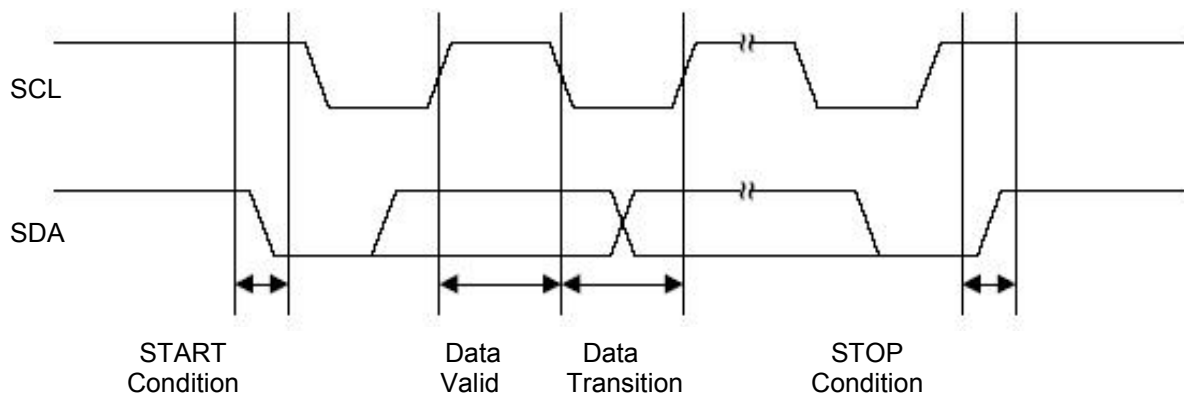 SCL
SDA
START
Condition
Data
Valid
Data
Transition
STOP
Condition